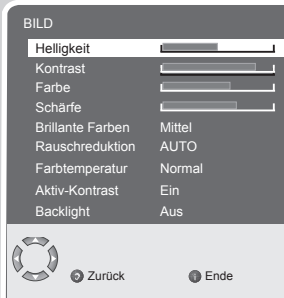 BILD
Helligkeit
Kontrast
Farbe
Schärfe
Brillante Farben Mittel
Rauschreduktion AUTO
Farbtemperatur Normal
Aktiv-Kontrast Ein
Backlight Aus
Zurück Ende